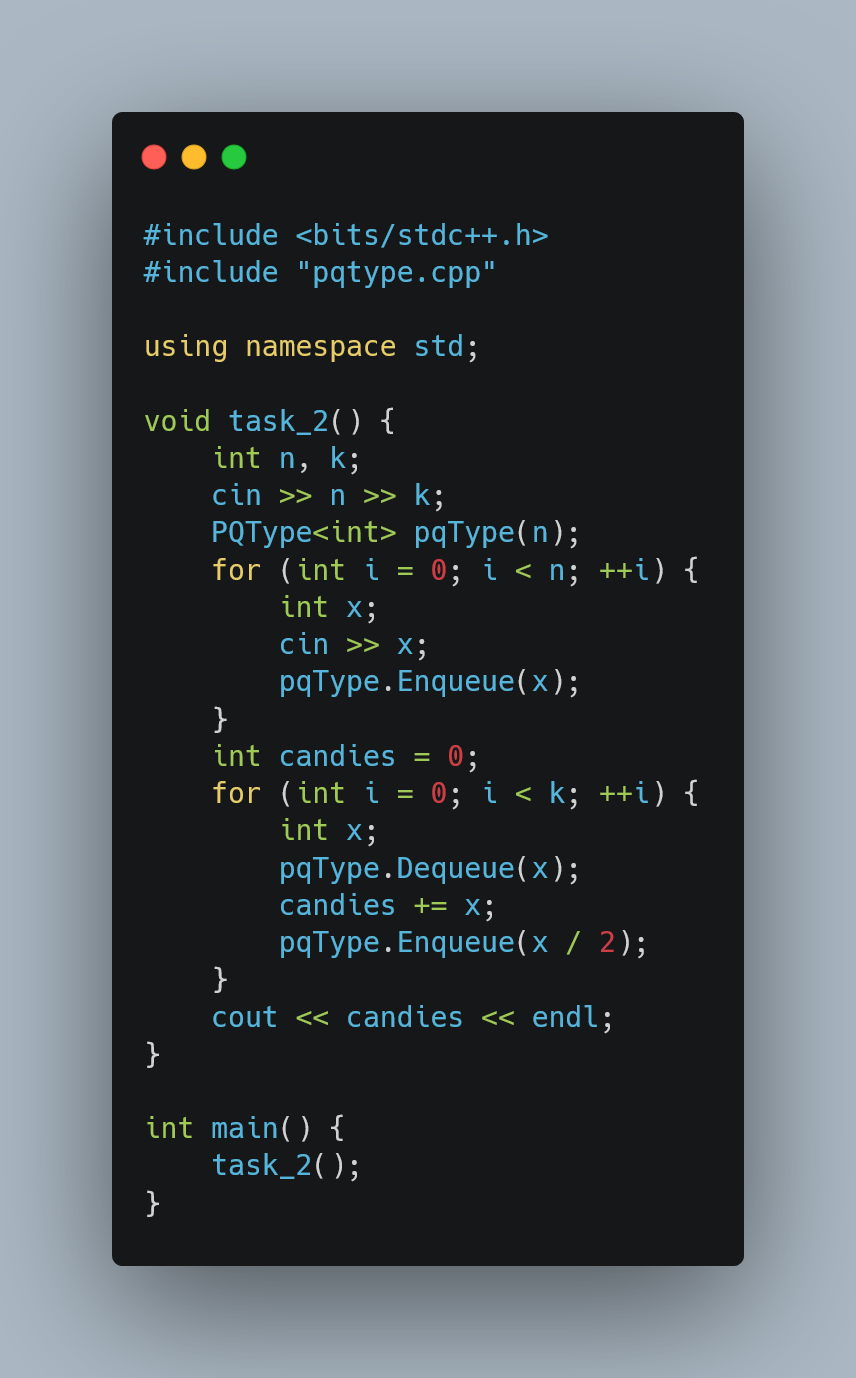 #include <bits/stdc++.h>
#include "pqtype.cpp"

using namespace std;

void task_2() {
    int n, k;
    cin >> n >> k;
    PQType<int> pqType(n);
    for (int i = 0; i < n; ++i) {
        int x;
        cin >> x;
        pqType.Enqueue(x);
    }
    int candies = 0;
    for (int i = 0; i < k; ++i) {
        int x;
        pqType.Dequeue(x);
        candies += x;
        pqType.Enqueue(x / 2);
    }
    cout << candies << endl;
}

int main() {
    task_2();
}